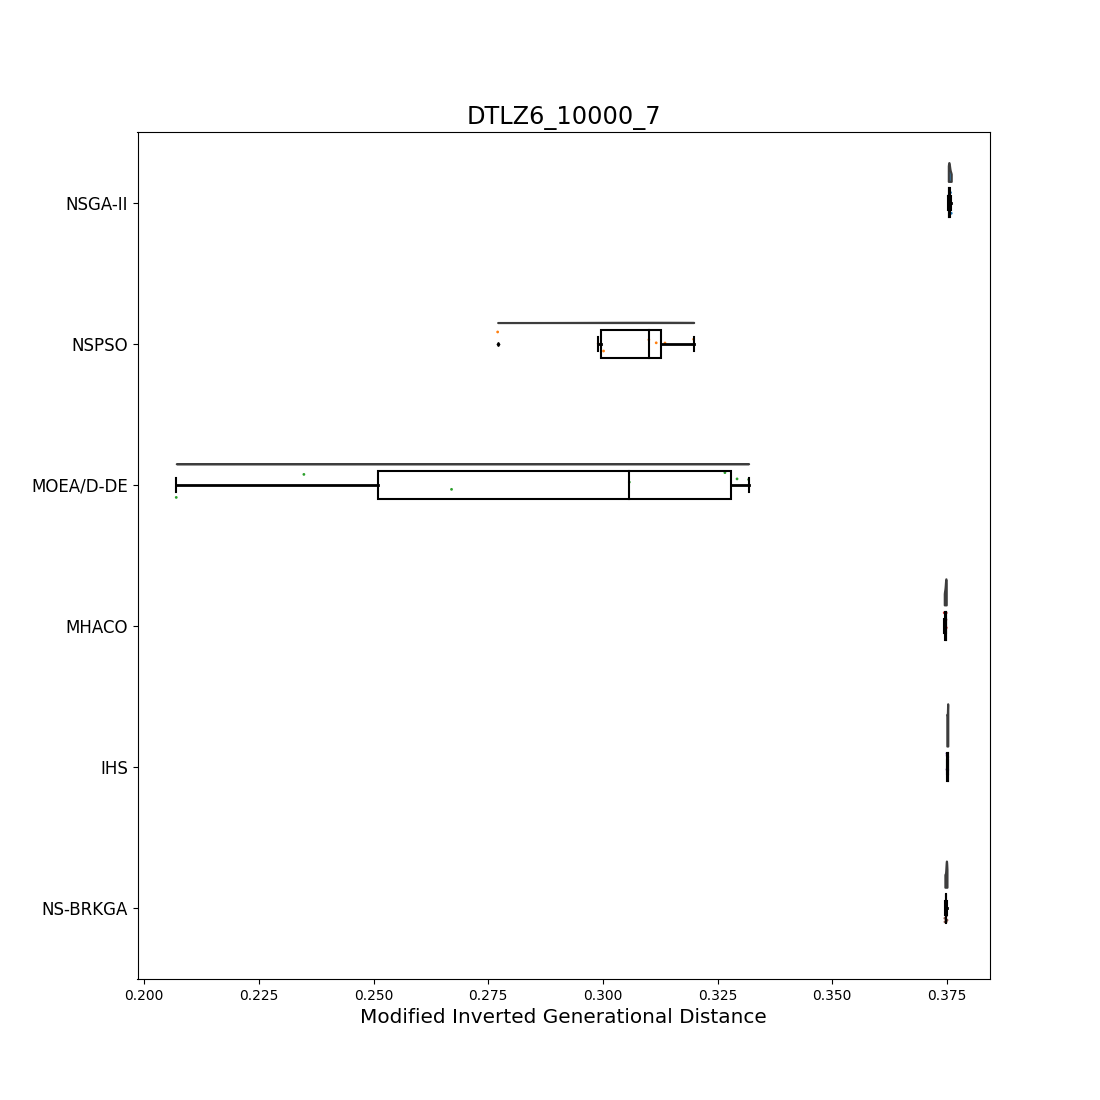 DTLZ6_10000_7
NSGA-II
NSPSO
MOEA/D-DE
MHACO
IHS
NS-BRKGA
0.200 0.225 0.250 0.275 0.300 0.325 0.350 0.375
Modified Inverted Generational Distance